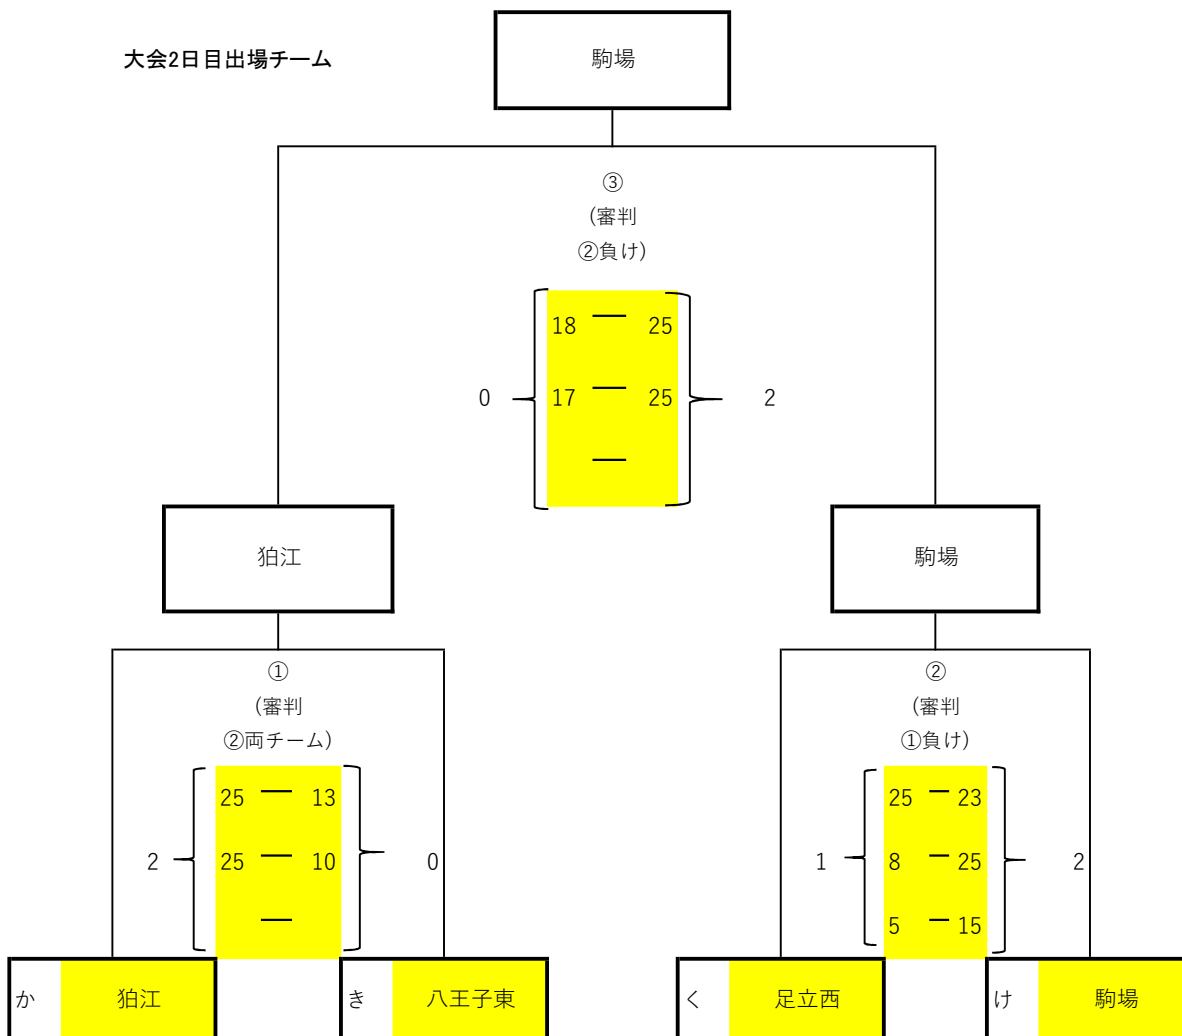 大会2日目出場チーム
駒場
③
(審判
②負け)
18 — 25
0 17 — 25 2
—
狛江
駒場
①
(審判
②両チーム)
25 — 13
2 25 — 10 0
—
②
(審判
①負け)
25 — 23
1 8 — 25 2
5 — 15
か 狛江 き 八王子東 く 足立西 け 駒場